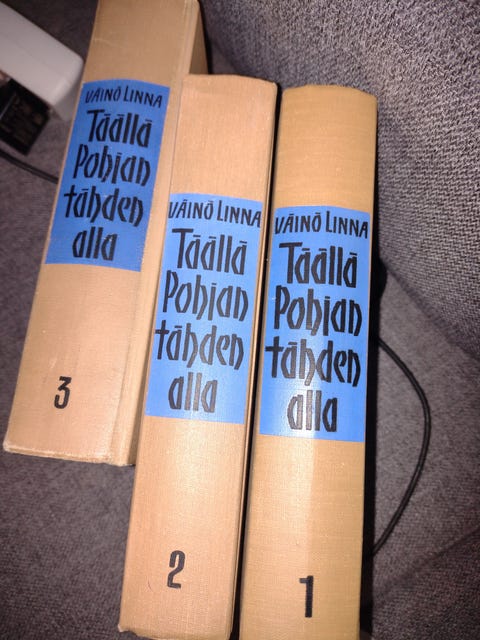 VÄINÖ LINNA
Täällä
Pohjan
tähden
alla
3
VÄINÖ LINNA
Täällä
Pohjan
tähden
alla
2
VÄINÖ LINNA
Täällä
Pohjan
tähden
alla
1